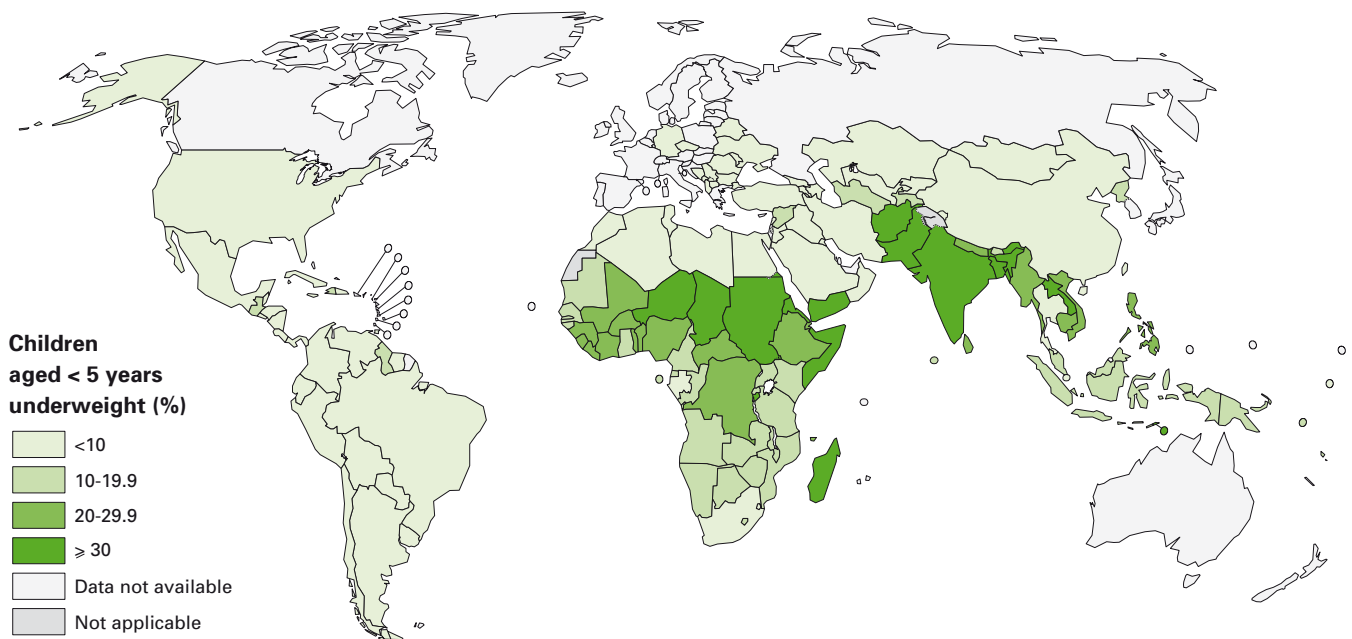 Children
aged < 5 years
underweight (%)
<10
10-19.9
20-29.9
⩾ 30
Data not available
Not applicable